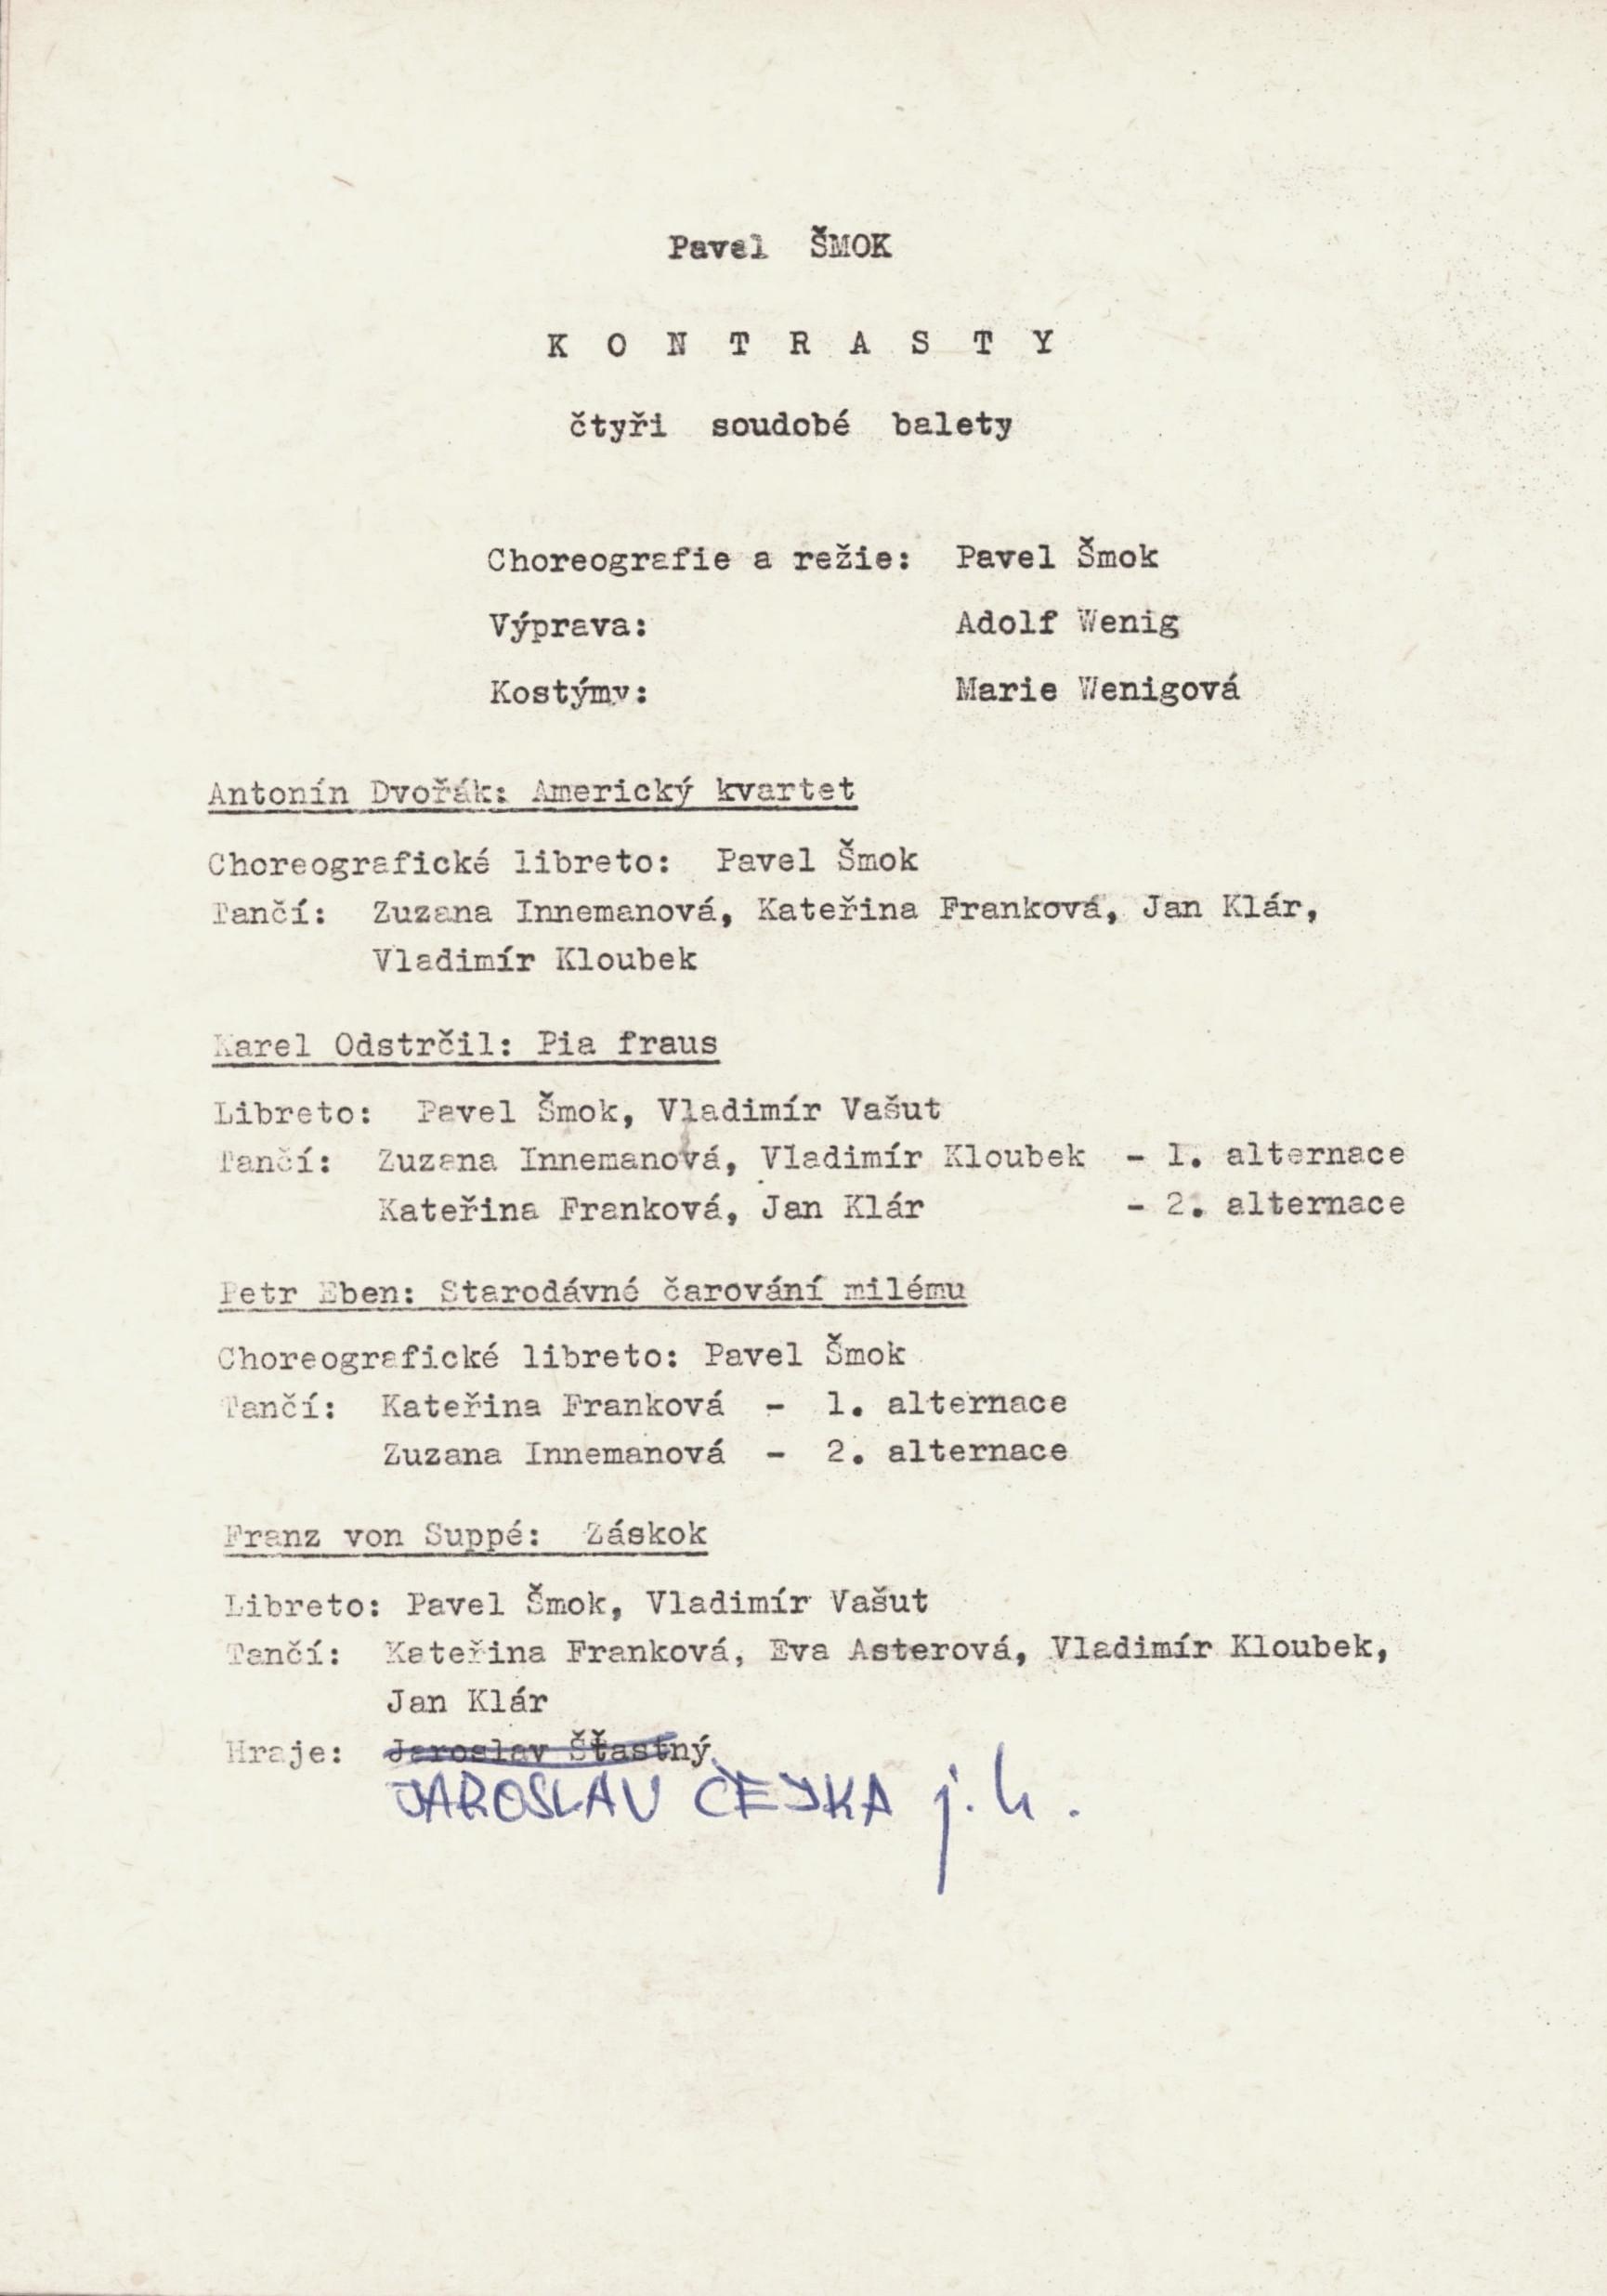 Pavel ŠMOK
K O N T R A S T Y
čtyři soudobé balety
Choreografie a režie: Pavel Šmok
Výprava: Adolf Wenig
Kostýmy: Marie Wenigová
Antonín Dvořák: Americký kvartet
Choreografické libreto: Pavel Šmok
Tančí: Zuzana Innemanová, Kateřina Franková, Jan Klár,
Vladimír Kloubek
Karel Odstrčil: Pia fraus
Libreto: Pavel Šmok, Vladimír Vašut
Tančí: Zuzana Innemanová, Vladimír Kloubek - 1. alternace
Kateřina Franková, Jan Klár - 2. alternace
Petr Eben: Starodávné čarování milému
Choreografické libreto: Pavel Šmok
Tančí: Kateřina Franková - 1. alternace
Zuzana Innemanová - 2. alternace
Franz von Suppé: Záskok
Libreto: Pavel Šmok, Vladimír Vašut
Tančí: Kateřina Franková, Eva Asterová, Vladimír Kloubek,
Jan Klár
Hraje: Jaroslav Šťastný
JAROSLAV ČEJKA j. h.